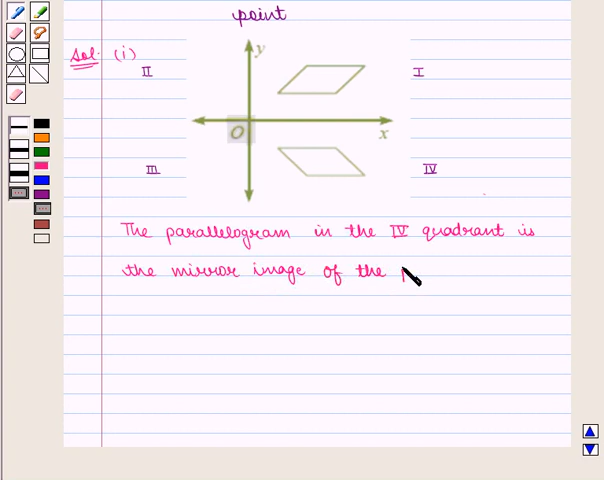 point
Sol. (i)
II
y
I
O
x
III
IV
The parallelogram in the IV quadrant is
the mirror image of the